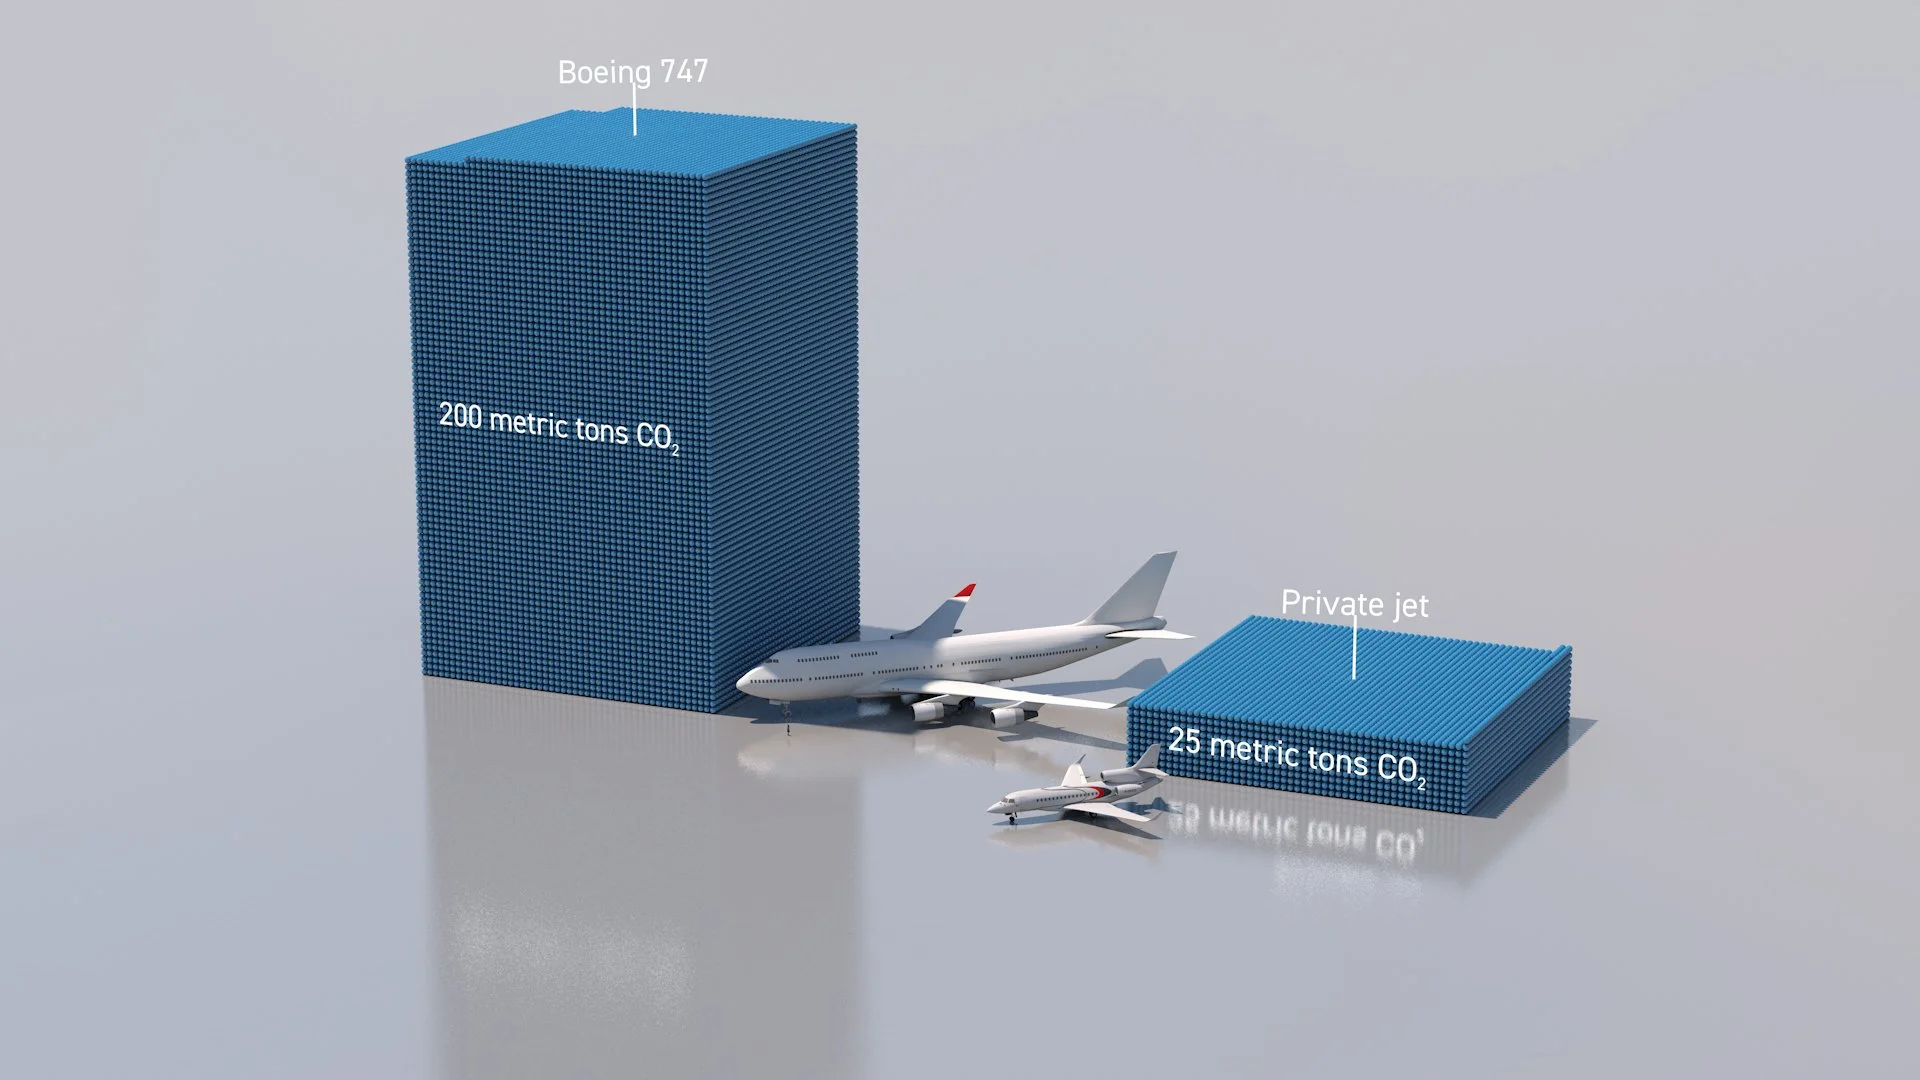 Boeing 747
200 metric tons CO₂
Private jet
25 metric tons CO₂